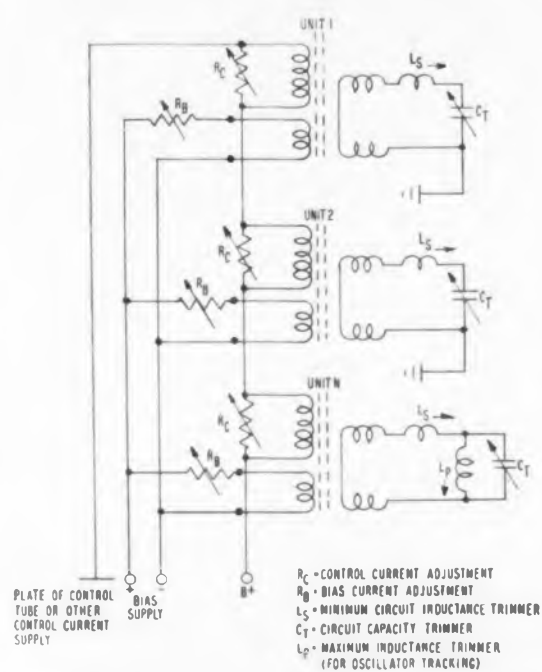 UNIT 1
R_C
L_S
R_B
C_T
UNIT 2
R_C
L_S
R_B
C_T
UNIT N
R_C
L_S
R_B
L_P
C_T
PLATE OF CONTROL
TUBE OR OTHER
CONTROL CURRENT
SUPPLY
+ -
BIAS
SUPPLY
B+
R_C = CONTROL CURRENT ADJUSTMENT
R_B = BIAS CURRENT ADJUSTMENT
L_S = MINIMUM CIRCUIT INDUCTANCE TRIMMER
C_T = CIRCUIT CAPACITY TRIMMER
L_P = MAXIMUM INDUCTANCE TRIMMER
(FOR OSCILLATOR TRACKING)